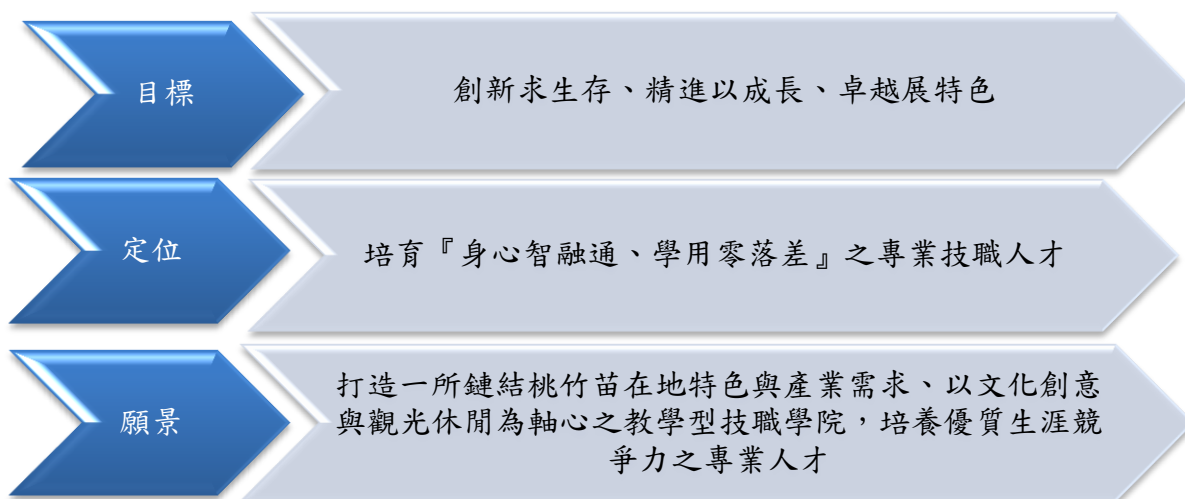 目標
創新求生存、精進以成長、卓越展特色
定位
培育『身心智融通、學用零落差』之專業技職人才
願景
打造一所鏈結桃竹苗在地特色與產業需求、以文化創意
與觀光休閒為軸心之教學型技職學院，培養優質生涯競
爭力之專業人才